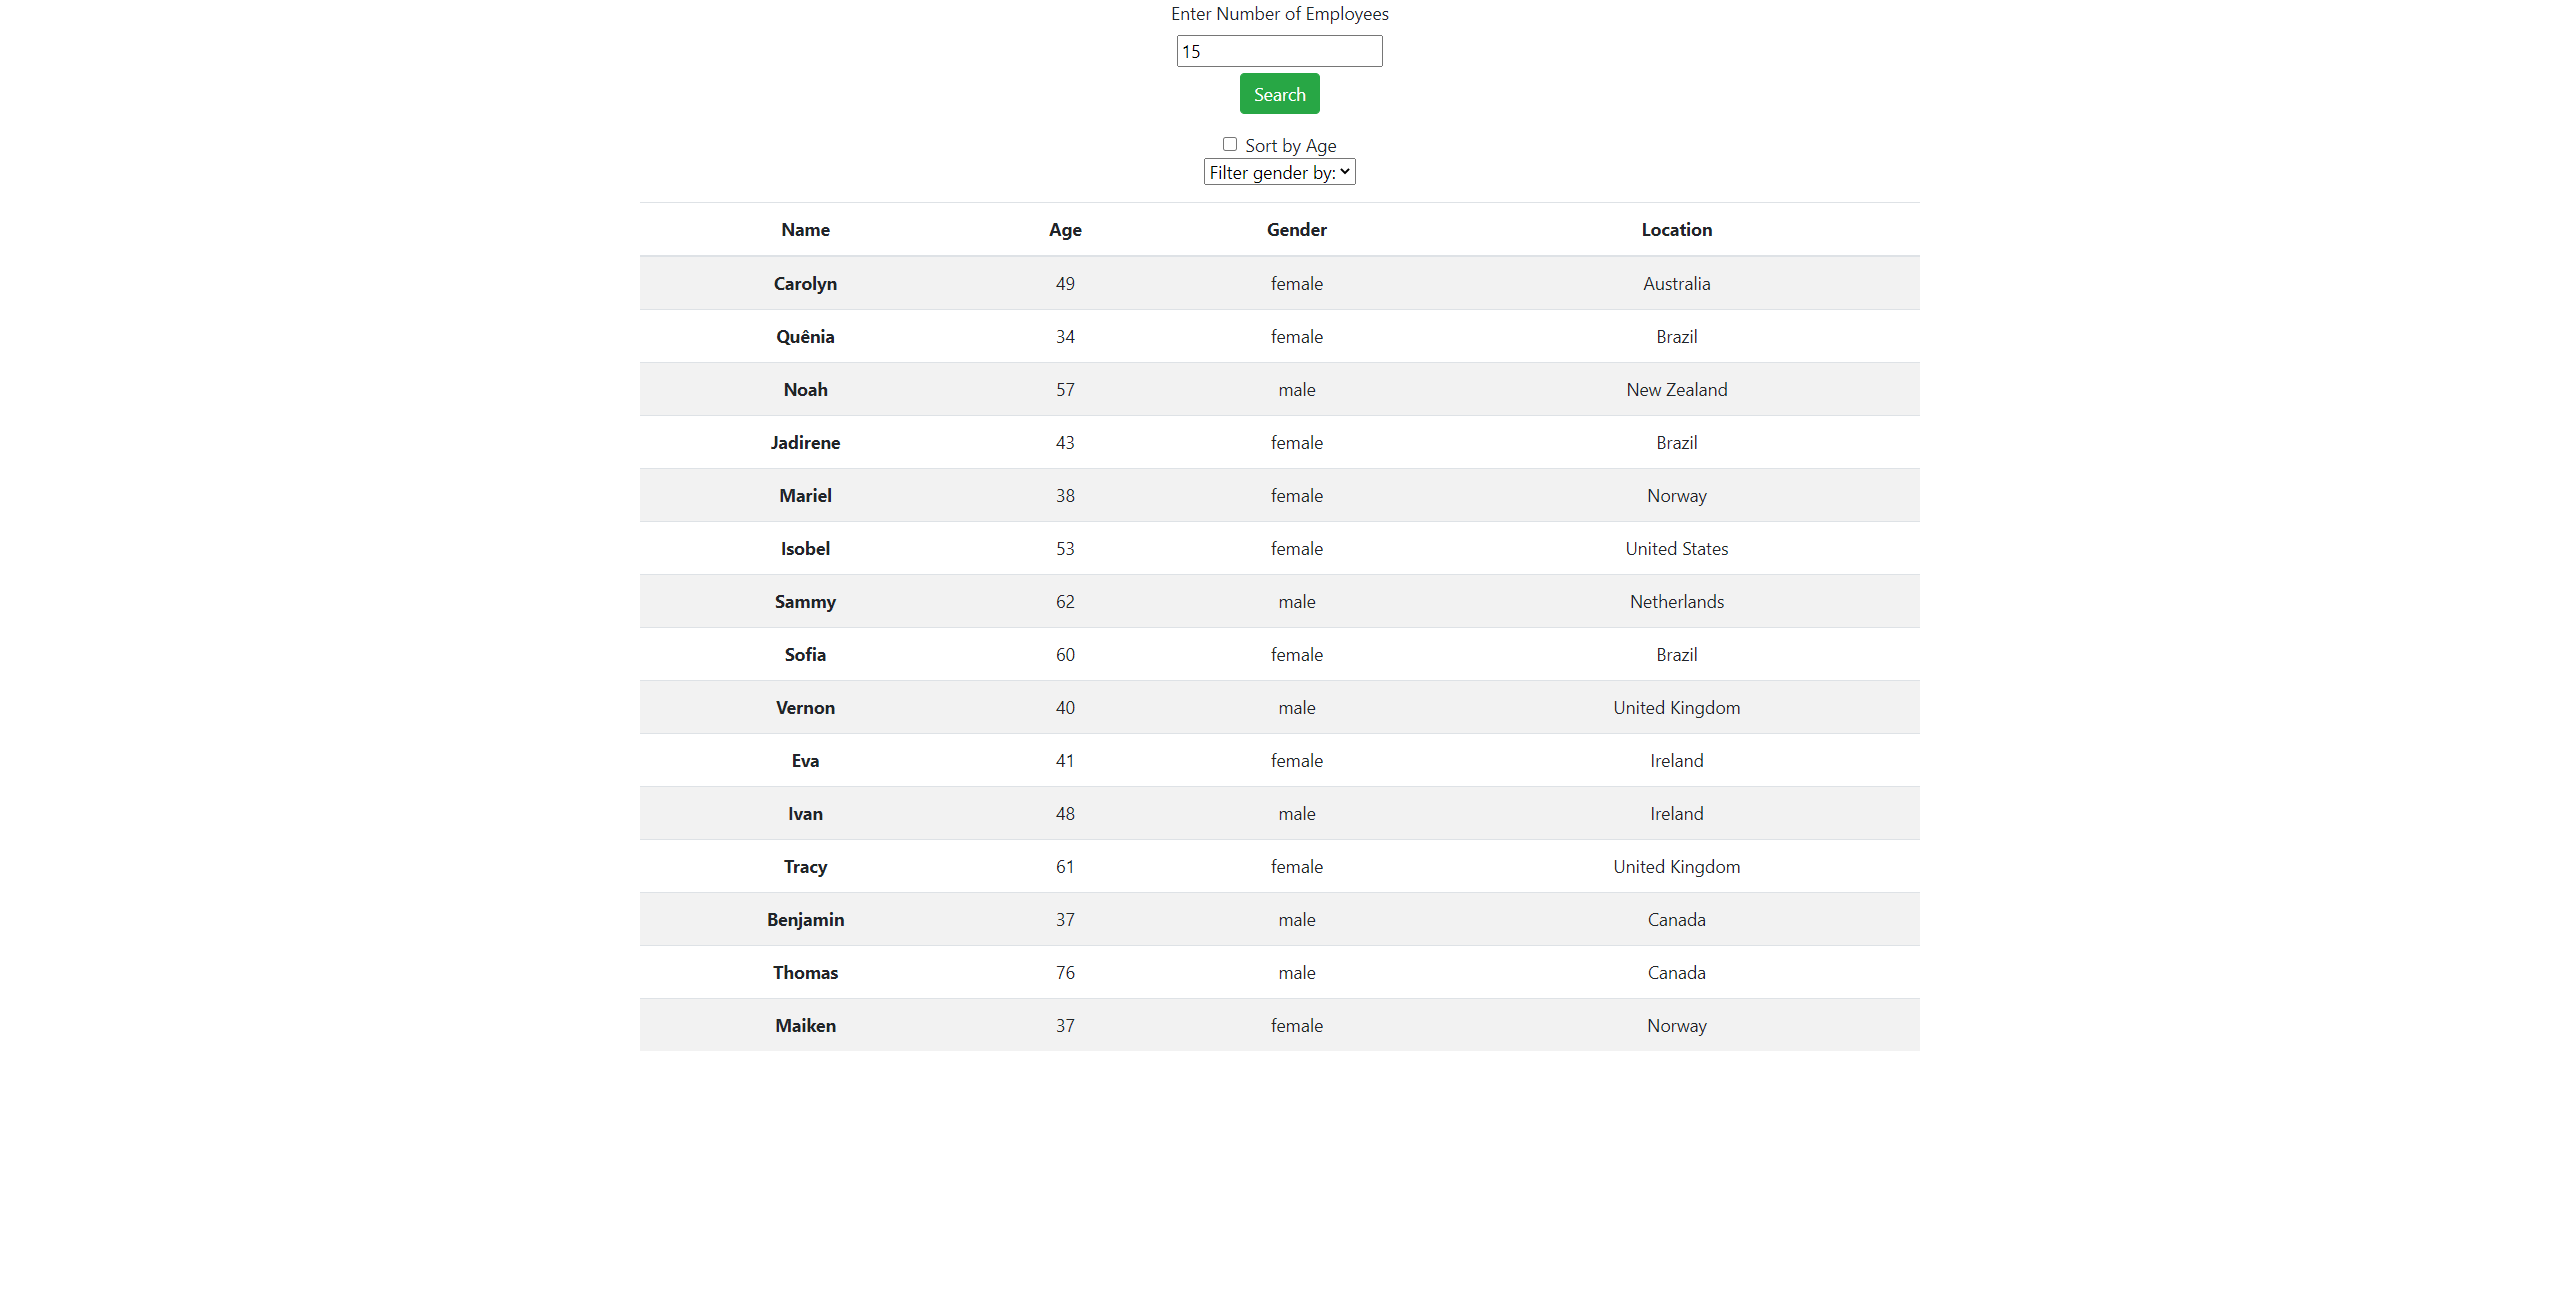 Enter Number of Employees
15
Search
Sort by Age
Filter gender by:
Name Age Gender Location
Carolyn 49 female Australia
Quênia 34 female Brazil
Noah 57 male New Zealand
Jadirene 43 female Brazil
Mariel 38 female Norway
Isobel 53 female United States
Sammy 62 male Netherlands
Sofia 60 female Brazil
Vernon 40 male United Kingdom
Eva 41 female Ireland
Ivan 48 male Ireland
Tracy 61 female United Kingdom
Benjamin 37 male Canada
Thomas 76 male Canada
Maiken 37 female Norway